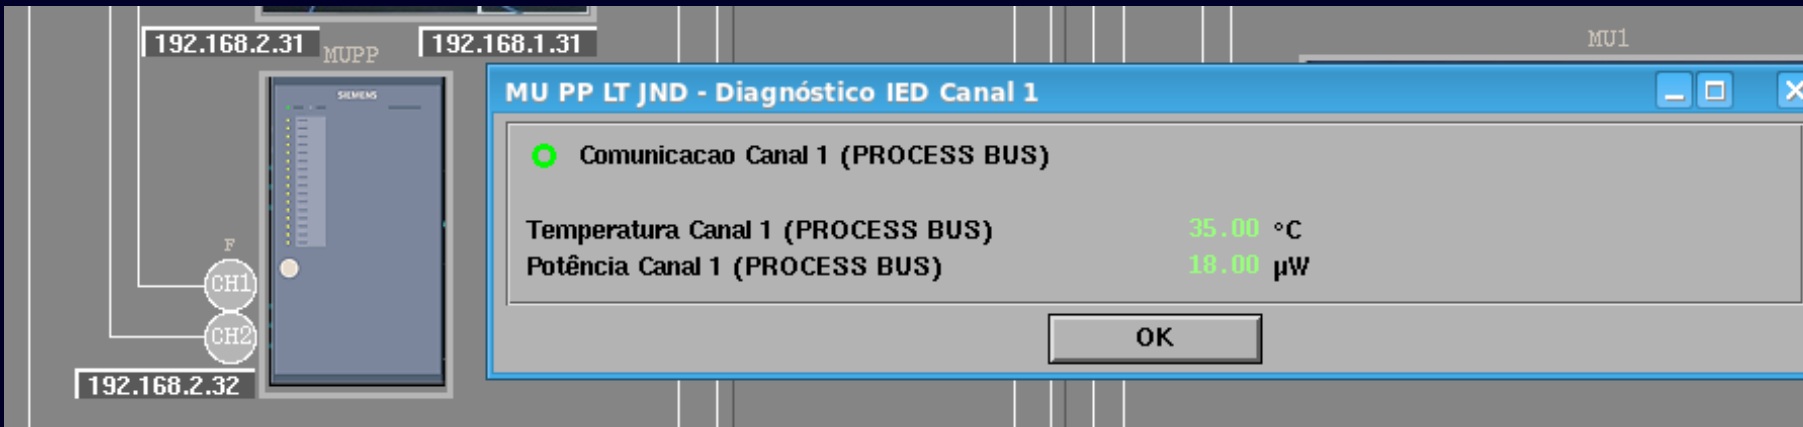 192.168.2.31
MUPP
192.168.1.31
MU1
SIEMENS
MU PP LT JND - Diagnóstico IED Canal 1
Comunicacao Canal 1 (PROCESS BUS)
Temperatura Canal 1 (PROCESS BUS) 35.00 °C
Potência Canal 1 (PROCESS BUS) 18.00 µW
OK
F
CH1
CH2
192.168.2.32